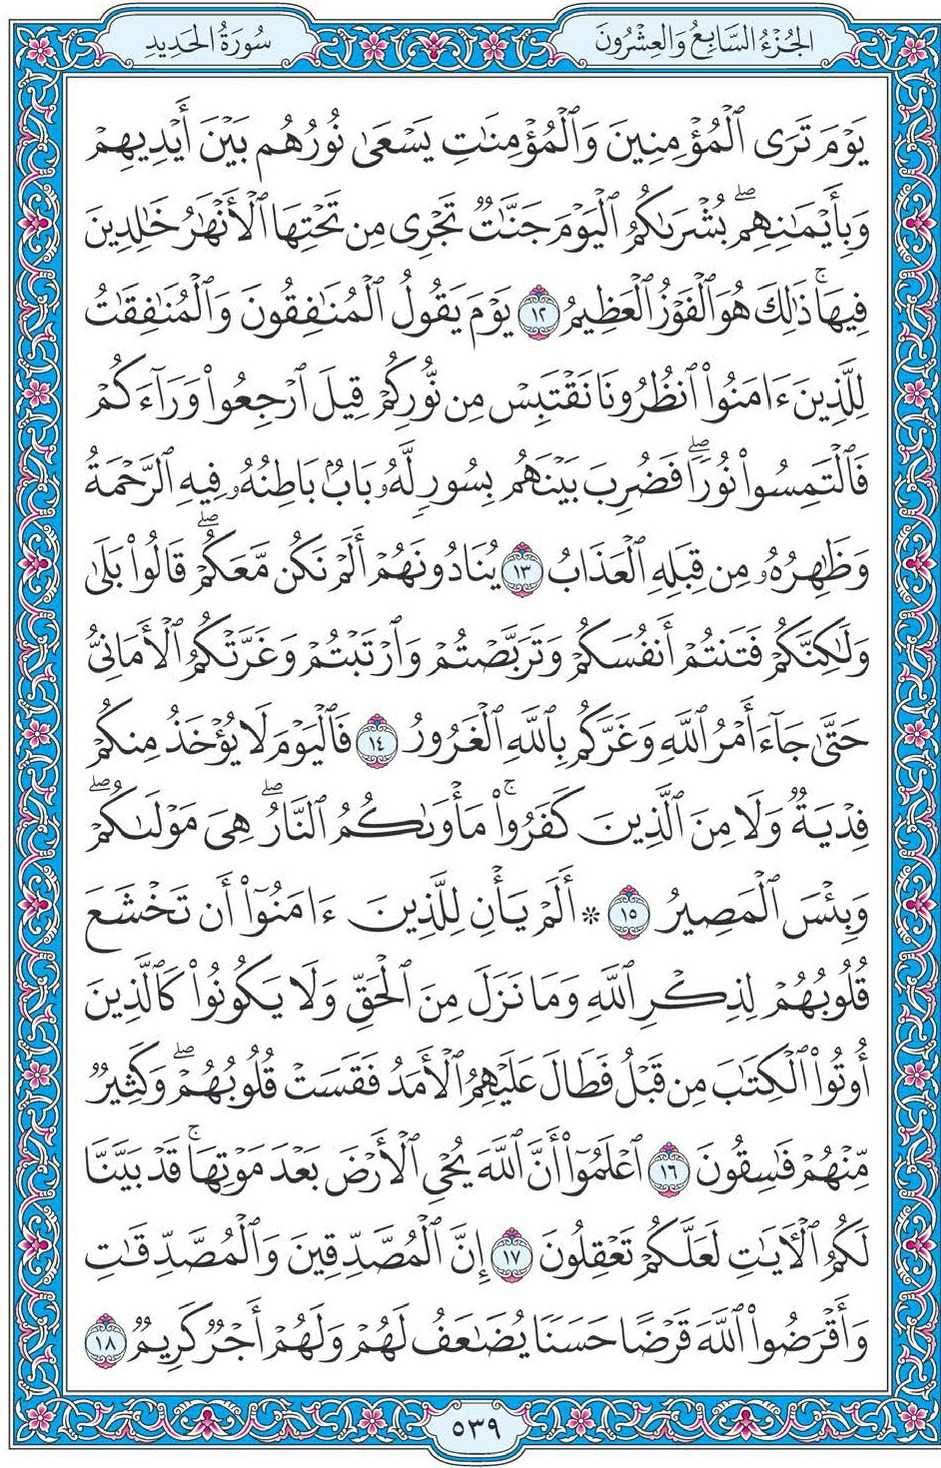 الجُزْءُ السَّابِعُ وَالعِشْرُونَ
سُورَةُ الحَدِيدِ
يَوْمَ تَرَى ٱلْمُؤْمِنِينَ وَٱلْمُؤْمِنَٰتِ يَسْعَىٰ نُورُهُم بَيْنَ أَيْدِيهِمْ
وَبِأَيْمَٰنِهِمۖ بُشْرَىٰكُمُ ٱلْيَوْمَ جَنَّٰتٌ تَجْرِى مِن تَحْتِهَا ٱلْأَنْهَٰرُ خَٰلِدِينَ
فِيهَاۚ ذَٰلِكَ هُوَ ٱلْفَوْزُ ٱلْعَظِيمُ ١٢ يَوْمَ يَقُولُ ٱلْمُنَٰفِقُونَ وَٱلْمُنَٰفِقَٰتُ
لِلَّذِينَ ءَامَنُوا۟ ٱنظُرُونَا نَقْتَبِسْ مِن نُّورِكُمْ قِيلَ ٱرْجِعُوا۟ وَرَآءَكُمْ
فَٱلْتَمِسُوا۟ نُورًاۖ فَضُرِبَ بَيْنَهُم بِسُورٍ لَّهُۥ بَابٌۢ بَاطِنُهُۥ فِيهِ ٱلرَّحْمَةُ
وَظَٰهِرُهُۥ مِن قِبَلِهِ ٱلْعَذَابُ ١٣ يُنَادُونَهُمْ أَلَمْ نَكُن مَّعَكُمْۖ قَالُوا۟ بَلَىٰ
وَلَٰكِنَّكُمْ فَتَنتُمْ أَنفُسَكُمْ وَتَرَبَّصْتُمْ وَٱرْتَبْتُمْ وَغَرَّتْكُمُ ٱلْأَمَانِىُّ
حَتَّىٰ جَآءَ أَمْرُ ٱللَّهِ وَغَرَّكُم بِٱللَّهِ ٱلْغَرُورُ ١٤ فَٱلْيَوْمَ لَا يُؤْخَذُ مِنكُمْ
فِدْيَةٌ وَلَا مِنَ ٱلَّذِينَ كَفَرُوا۟ۚ مَأْوَىٰكُمُ ٱلنَّارُۖ هِىَ مَوْلَىٰكُمْۖ
وَبِئْسَ ٱلْمَصِيرُ ١٥ ۞ أَلَمْ يَأْنِ لِلَّذِينَ ءَامَنُوٓا۟ أَن تَخْشَعَ
قُلُوبُهُمْ لِذِكْرِ ٱللَّهِ وَمَا نَزَلَ مِنَ ٱلْحَقِّ وَلَا يَكُونُوا۟ كَٱلَّذِينَ
أُوتُوا۟ ٱلْكِتَٰبَ مِن قَبْلُ فَطَالَ عَلَيْهِمُ ٱلْأَمَدُ فَقَسَتْ قُلُوبُهُمْۖ وَكَثِيرٌ
مِّنْهُمْ فَٰسِقُونَ ١٦ ٱعْلَمُوٓا۟ أَنَّ ٱللَّهَ يُحْىِ ٱلْأَرْضَ بَعْدَ مَوْتِهَاۚ قَدْ بَيَّنَّا
لَكُمُ ٱلْءَايَٰتِ لَعَلَّكُمْ تَعْقِلُونَ ١٧ إِنَّ ٱلْمُصَّدِّقِينَ وَٱلْمُصَّدِّقَٰتِ
وَأَقْرَضُوا۟ ٱللَّهَ قَرْضًا حَسَنًا يُضَٰعَفُ لَهُمْ وَلَهُمْ أَجْرٌ كَرِيمٌ ١٨
٥٣٩